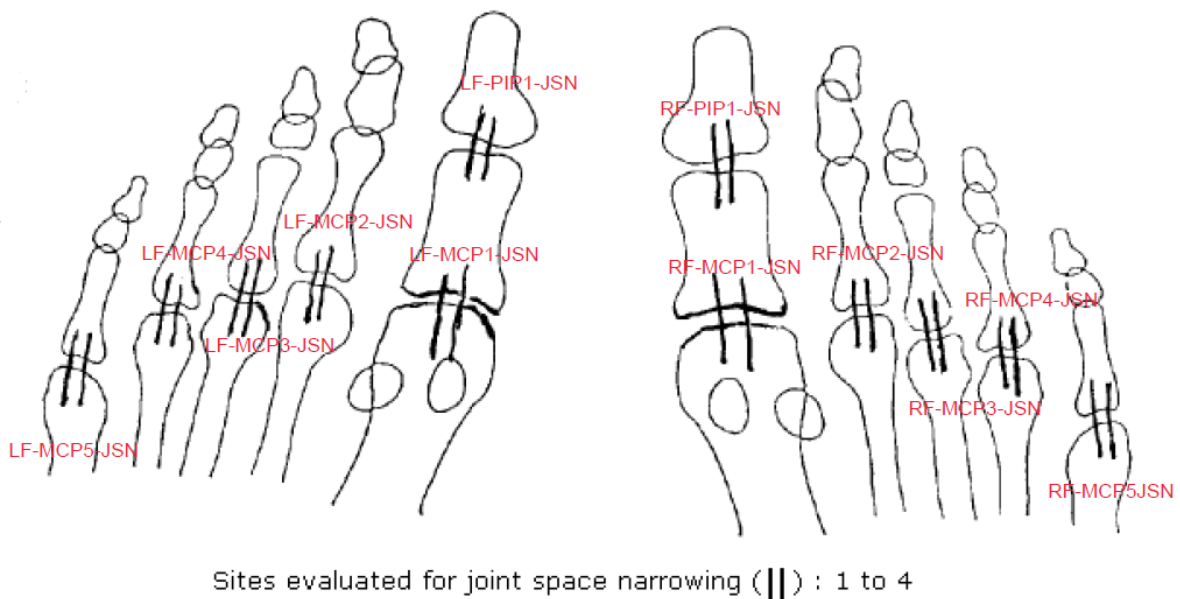 LF-PIP1-JSN
RF-PIP1-JSN
LF-MCP2-JSN
LF-MCP4-JSN
LF-MCP1-JSN
RF-MCP1-JSN
RF-MCP2-JSN
RF-MCP4-JSN
LF-MCP3-JSN
RF-MCP3-JSN
LF-MCP5-JSN
RF-MCP5JSN
Sites evaluated for joint space narrowing (||) : 1 to 4